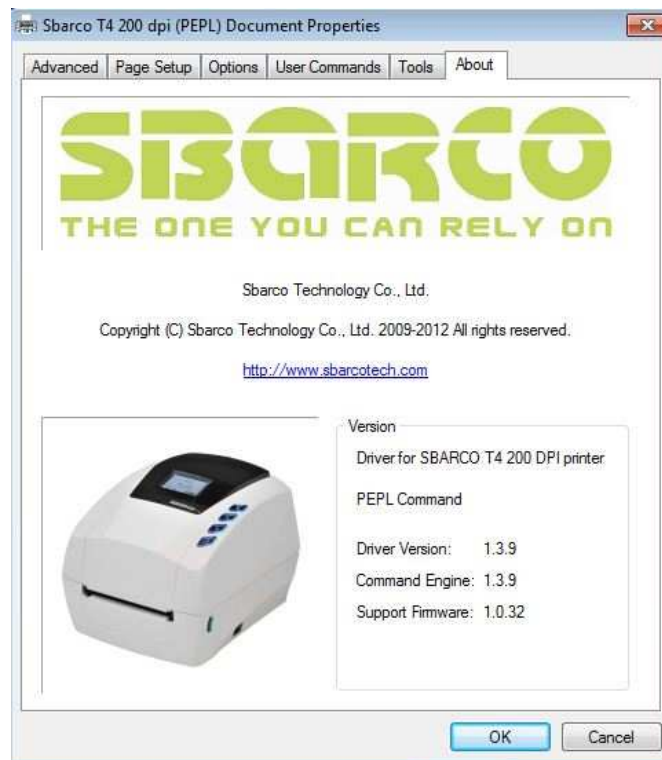 Sbarco T4 200 dpi (PEPL) Document Properties
Advanced Page Setup Options User Commands Tools About
SBARCO
THE ONE YOU CAN RELY ON
Sbarco Technology Co., Ltd.
Copyright (C) Sbarco Technology Co., Ltd. 2009-2012 All rights reserved.
http://www.sbarcotech.com
Version
Driver for SBARCO T4 200 DPI printer
PEPL Command
Driver Version: 1.3.9
Command Engine: 1.3.9
Support Firmware: 1.0.32
OK Cancel